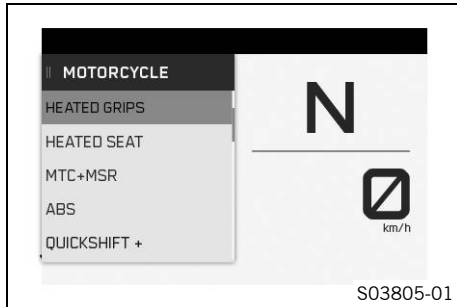 MOTORCYCLE
HEATED GRIPS
HEATED SEAT
MTC+MSR
ABS
QUICKSHIFT +
N
0
km/h
S03805-01